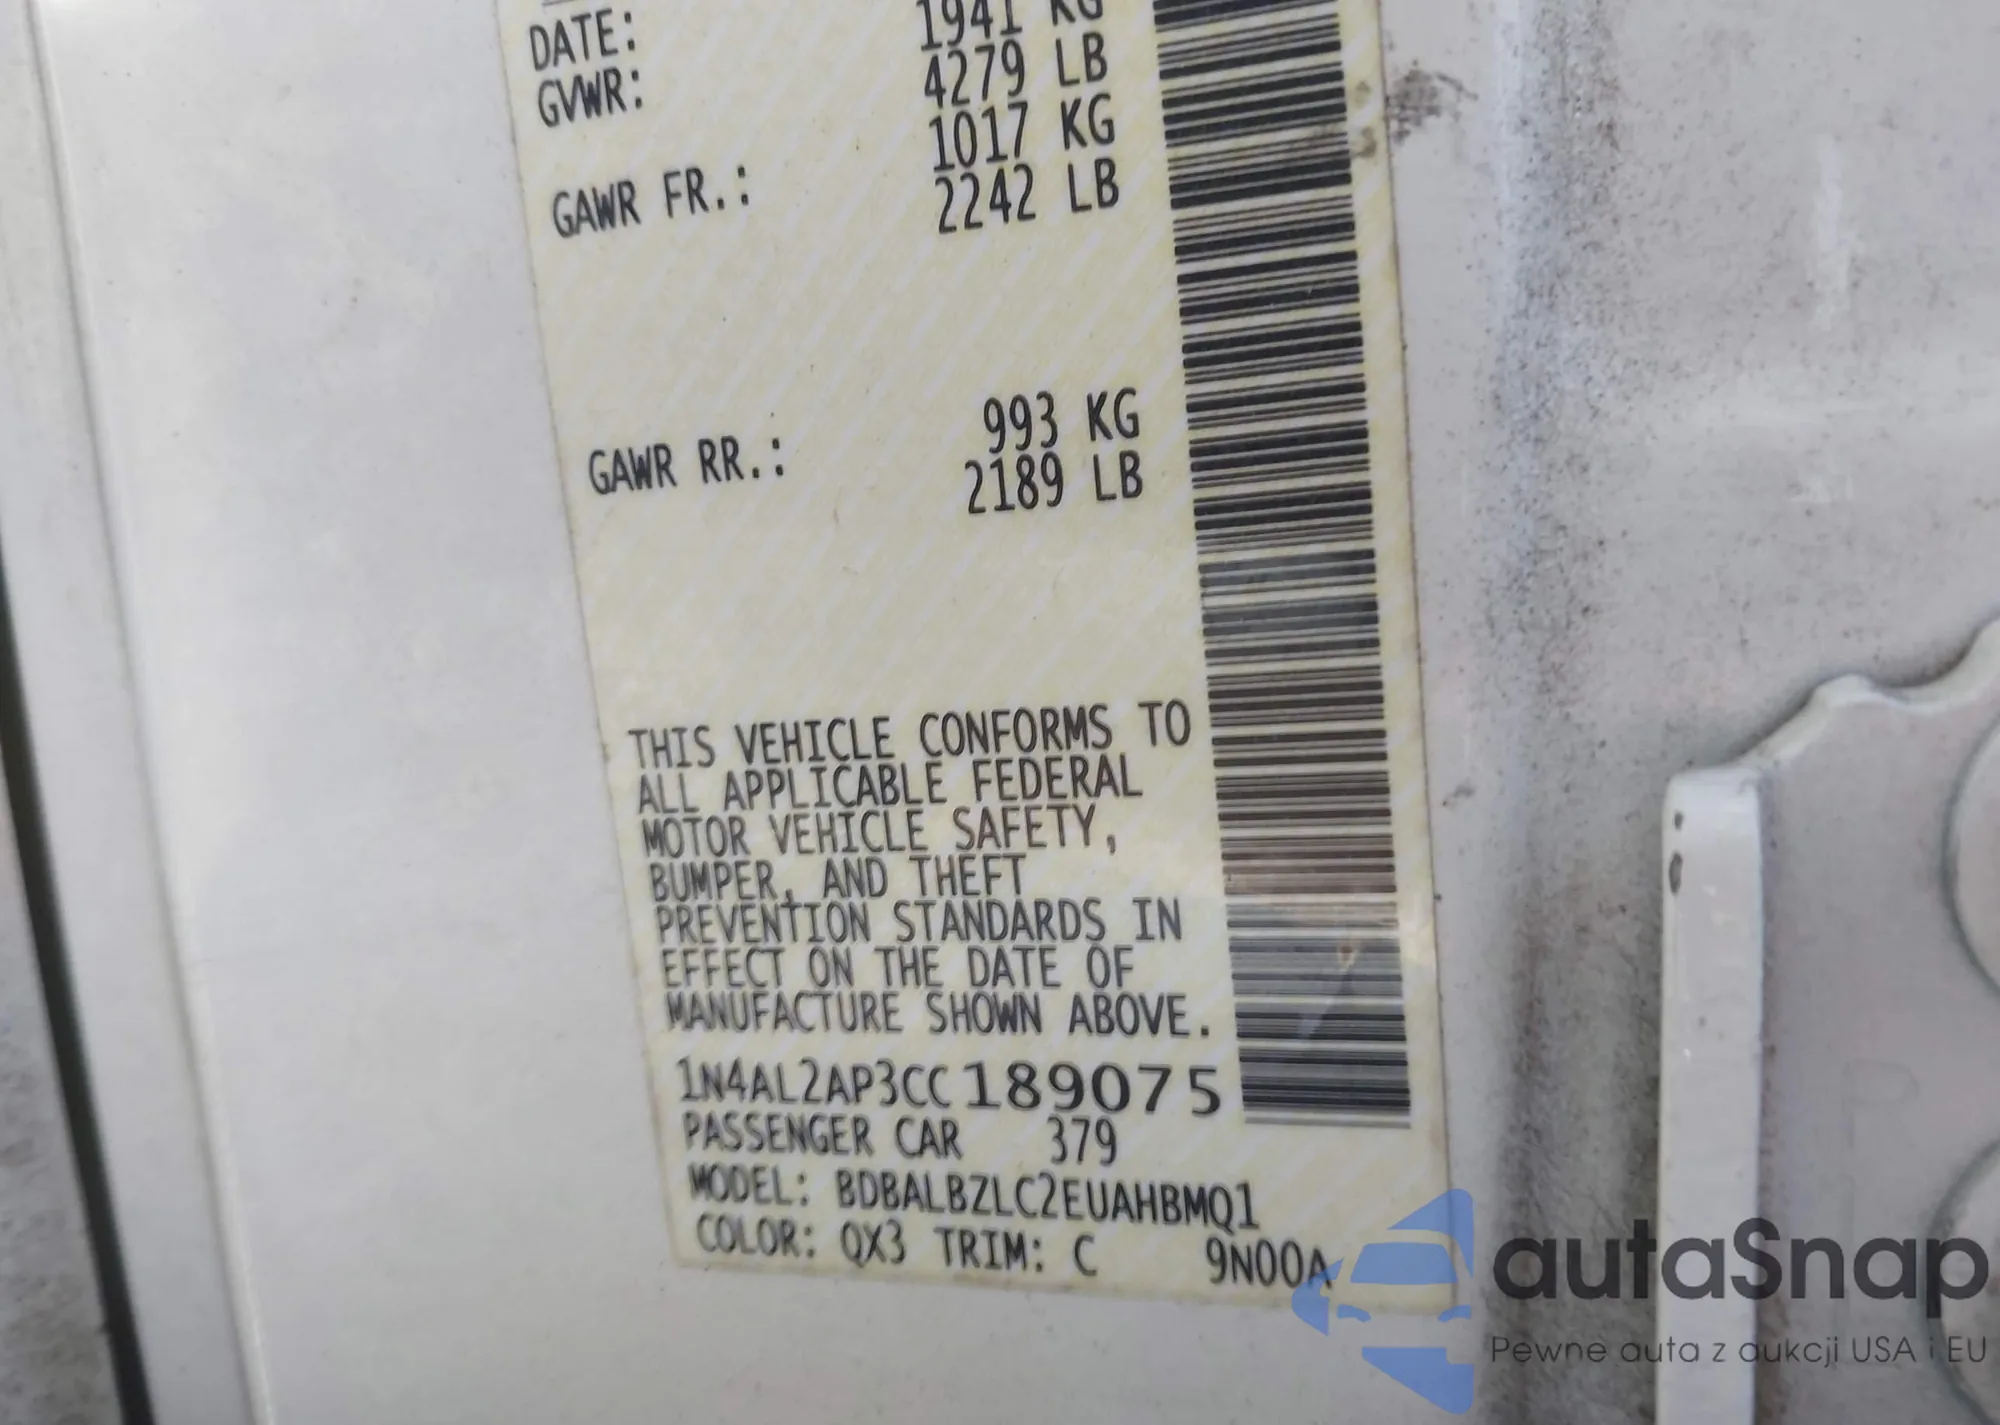 DATE:
GVWR: 1941 KG
4279 LB
GAWR FR.: 1017 KG
2242 LB
GAWR RR.: 993 KG
2189 LB
THIS VEHICLE CONFORMS TO
ALL APPLICABLE FEDERAL
MOTOR VEHICLE SAFETY,
BUMPER, AND THEFT
PREVENTION STANDARDS IN
EFFECT ON THE DATE OF
MANUFACTURE SHOWN ABOVE.
1N4AL2AP3CC189075
PASSENGER CAR 379
MODEL: BDBALBZLC2EUAHBMQ1
COLOR: QX3 TRIM: C 9N00A
autaSnap
Pewne auta z aukcji USA i EU